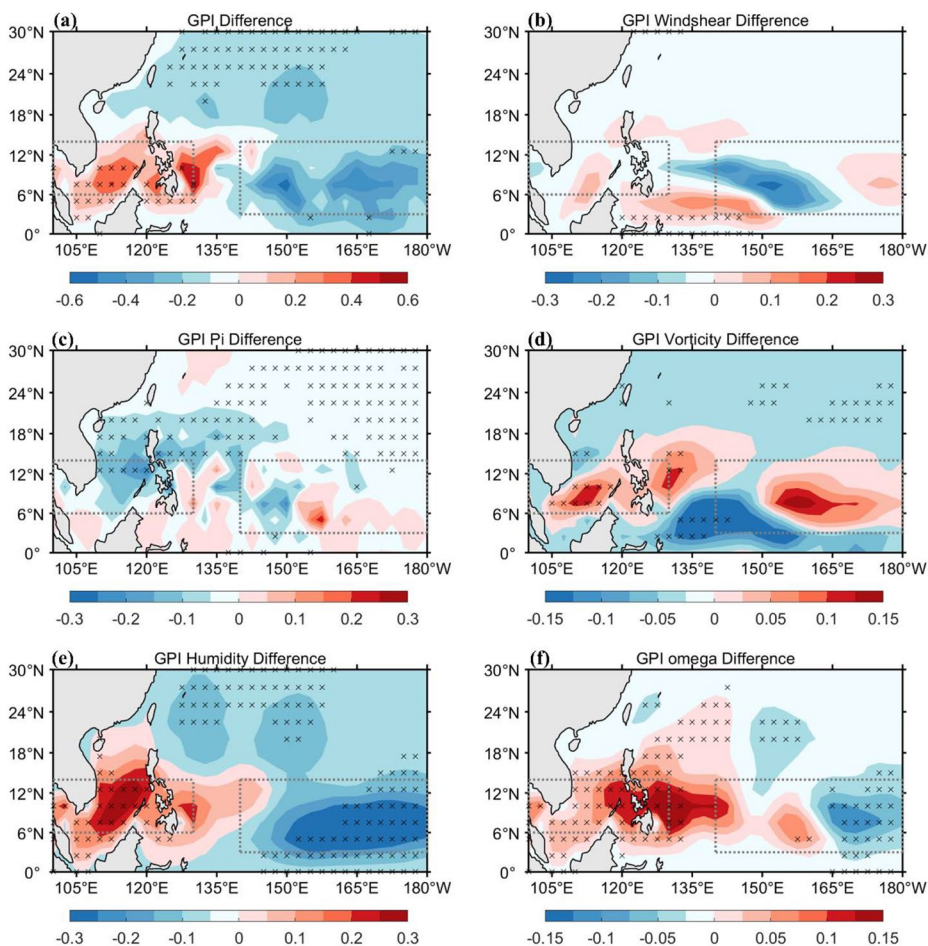 (a) GPI Difference
30°N
24°N
18°N
12°N
6°N
0°
105°E 120°E 135°E 150°E 165°E 180°W
-0.6 -0.4 -0.2 0 0.2 0.4 0.6
(b) GPI Windshear Difference
30°N
24°N
18°N
12°N
6°N
0°
105°E 120°E 135°E 150°E 165°E 180°W
-0.3 -0.2 -0.1 0 0.1 0.2 0.3
(c) GPI Pi Difference
30°N
24°N
18°N
12°N
6°N
0°
105°E 120°E 135°E 150°E 165°E 180°W
-0.3 -0.2 -0.1 0 0.1 0.2 0.3
(d) GPI Vorticity Difference
30°N
24°N
18°N
12°N
6°N
0°
105°E 120°E 135°E 150°E 165°E 180°W
-0.15 -0.1 -0.05 0 0.05 0.1 0.15
(e) GPI Humidity Difference
30°N
24°N
18°N
12°N
6°N
0°
105°E 120°E 135°E 150°E 165°E 180°W
-0.3 -0.2 -0.1 0 0.1 0.2 0.3
(f) GPI omega Difference
30°N
24°N
18°N
12°N
6°N
0°
105°E 120°E 135°E 150°E 165°E 180°W
-0.15 -0.1 -0.05 0 0.05 0.1 0.15